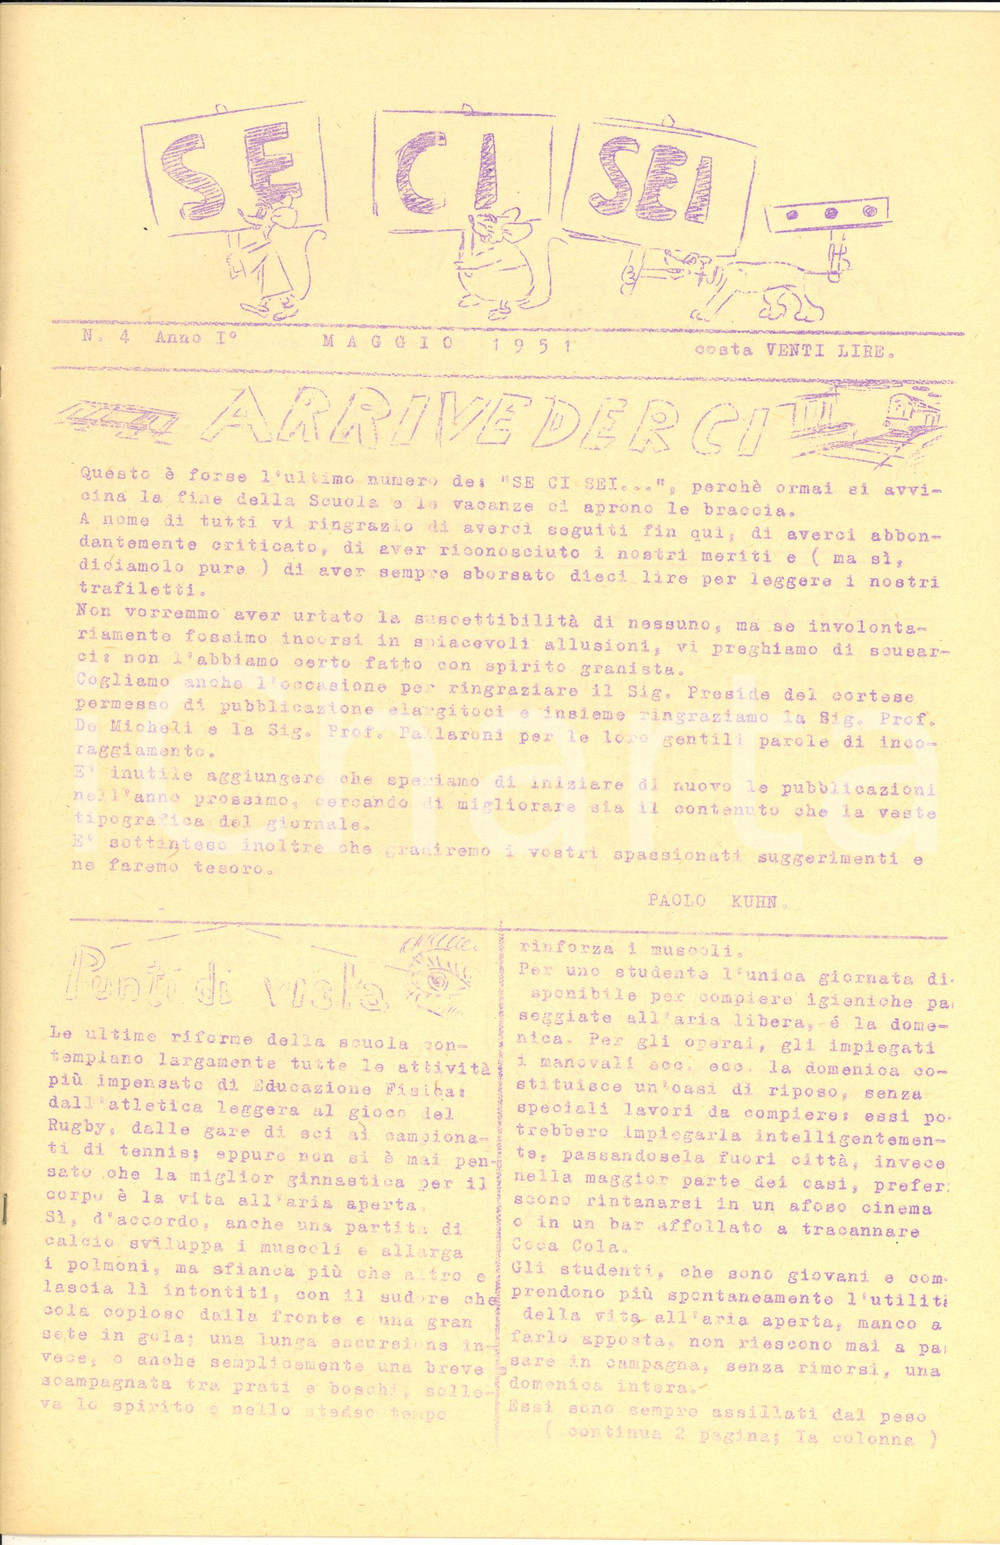 SE CI SEI ...
N. 4 Anno I° MAGGIO 1951 costa VENTI LIRE.
ARRIVEDERCI
Questo è forse l'ultimo numero de: "SE CI SEI...", perchè ormai si avvi-
cina la fine della Scuola e le vacanze ci aprono le braccia.
A nome di tutti vi ringrazio di averci seguiti fin qui, di averci abbon-
dantemente criticato, di aver riconosciuto i nostri meriti e ( ma sì,
diciamolo pure ) di aver sempre sborsato dieci lire per leggere i nostri
trafiletti.
Non vorremmo aver urtato la suscettibilità di nessuno, ma se involonta-
riamente fossimo incorsi in spiacevoli allusioni, vi preghiamo di scusar-
ci: non l'abbiamo certo fatto con spirito granista.
Cogliamo anche l'occasione per ringraziare il Sig. Preside del cortese
permesso di pubblicazione elargitoci e insieme ringraziamo la Sig. Prof.
De Micheli e la Sig. Prof. Pallaroni per le loro gentili parole di inco-
raggiamento.
E' inutile aggiungere che speriamo di iniziare di nuovo le pubblicazioni
nell'anno prossimo, cercando di migliorare sia il contenuto che la veste
tipografica del giornale.
E' sottinteso inoltre che gradiremo i vostri spassionati suggerimenti e
ne faremo tesoro.
PAOLO KUHN.
Punti di vista
Le ultime riforme della scuola con-
templano largamente tutte le attività
più impensate di Educazione Fisica:
dall'atletica leggera al gioco del
Rugby, dalle gare di sci ai campiona-
ti di tennis; eppure non si è mai pen-
sato che la miglior ginnastica per il
corpo è la vita all'aria aperta.
Sì, d'accordo, anche una partita di
calcio sviluppa i muscoli e allarga
i polmoni, ma sfianca più che altro e
lascia lì intontiti, con il sudore che
cola copioso dalla fronte e una gran
sete in gola; una lunga escursione in-
vece, o anche semplicemente una breve
scampagnata tra prati e boschi, solle-
va lo spirito e nello stesso tempo
rinforza i muscoli.
Per uno studente l'unica giornata di-
sponibile per compiere igieniche pa
seggiate all'aria libera, é la dome-
nica. Per gli operai, gli impiegati
i manovali ecc. ecc. la domenica co-
stituisce un'oasi di riposo, senza
speciali lavori da compiere: essi po-
trebbero impiegarla intelligentemen-
te, passandosela fuori città, invece
nella maggior parte dei casi, prefer
scono rintanarsi in un afoso cinema
o in un bar affollato a tracannare
Coca Cola.
Gli studenti, che sono giovani e com-
prendono più spontaneamente l'utilit
della vita all'aria aperta, manco a
farlo apposta, non riescono mai a pa
sare in campagna, senza rimorsi, una
domenica intera.
Essi sono sempre assillati dal peso
( continua 2 pagina; Ia colonna )